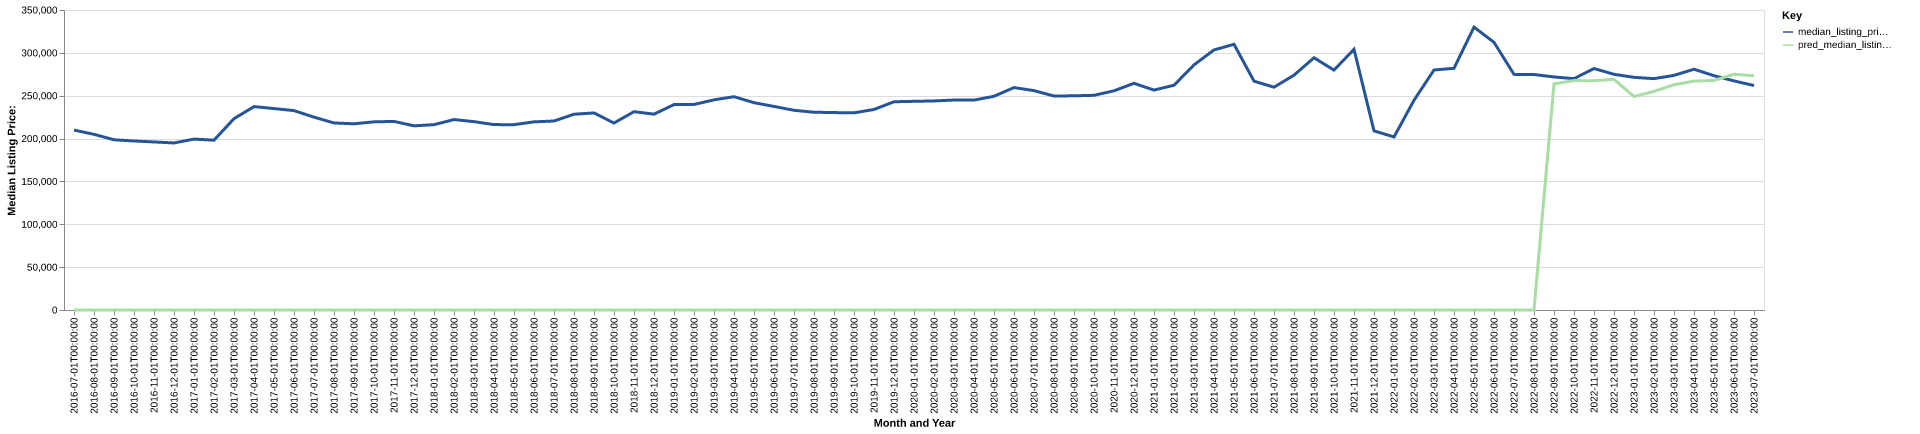 350,000
300,000
250,000
200,000
150,000
100,000
50,000
0
Median Listing Price:
2016-07-01T00:00:00
2016-08-01T00:00:00
2016-09-01T00:00:00
2016-10-01T00:00:00
2016-11-01T00:00:00
2016-12-01T00:00:00
2017-01-01T00:00:00
2017-02-01T00:00:00
2017-03-01T00:00:00
2017-04-01T00:00:00
2017-05-01T00:00:00
2017-06-01T00:00:00
2017-07-01T00:00:00
2017-08-01T00:00:00
2017-09-01T00:00:00
2017-10-01T00:00:00
2017-11-01T00:00:00
2017-12-01T00:00:00
2018-01-01T00:00:00
2018-02-01T00:00:00
2018-03-01T00:00:00
2018-04-01T00:00:00
2018-05-01T00:00:00
2018-06-01T00:00:00
2018-07-01T00:00:00
2018-08-01T00:00:00
2018-09-01T00:00:00
2018-10-01T00:00:00
2018-11-01T00:00:00
2018-12-01T00:00:00
2019-01-01T00:00:00
2019-02-01T00:00:00
2019-03-01T00:00:00
2019-04-01T00:00:00
2019-05-01T00:00:00
2019-06-01T00:00:00
2019-07-01T00:00:00
2019-08-01T00:00:00
2019-09-01T00:00:00
2019-10-01T00:00:00
2019-11-01T00:00:00
2019-12-01T00:00:00
2020-01-01T00:00:00
2020-02-01T00:00:00
2020-03-01T00:00:00
2020-04-01T00:00:00
2020-05-01T00:00:00
2020-06-01T00:00:00
2020-07-01T00:00:00
2020-08-01T00:00:00
2020-09-01T00:00:00
2020-10-01T00:00:00
2020-11-01T00:00:00
2020-12-01T00:00:00
2021-01-01T00:00:00
2021-02-01T00:00:00
2021-03-01T00:00:00
2021-04-01T00:00:00
2021-05-01T00:00:00
2021-06-01T00:00:00
2021-07-01T00:00:00
2021-08-01T00:00:00
2021-09-01T00:00:00
2021-10-01T00:00:00
2021-11-01T00:00:00
2021-12-01T00:00:00
2022-01-01T00:00:00
2022-02-01T00:00:00
2022-03-01T00:00:00
2022-04-01T00:00:00
2022-05-01T00:00:00
2022-06-01T00:00:00
2022-07-01T00:00:00
2022-08-01T00:00:00
2022-09-01T00:00:00
2022-10-01T00:00:00
2022-11-01T00:00:00
2022-12-01T00:00:00
2023-01-01T00:00:00
2023-02-01T00:00:00
2023-03-01T00:00:00
2023-04-01T00:00:00
2023-05-01T00:00:00
2023-06-01T00:00:00
2023-07-01T00:00:00
Month and Year
Key
median_listing_pri…
pred_median_listin…